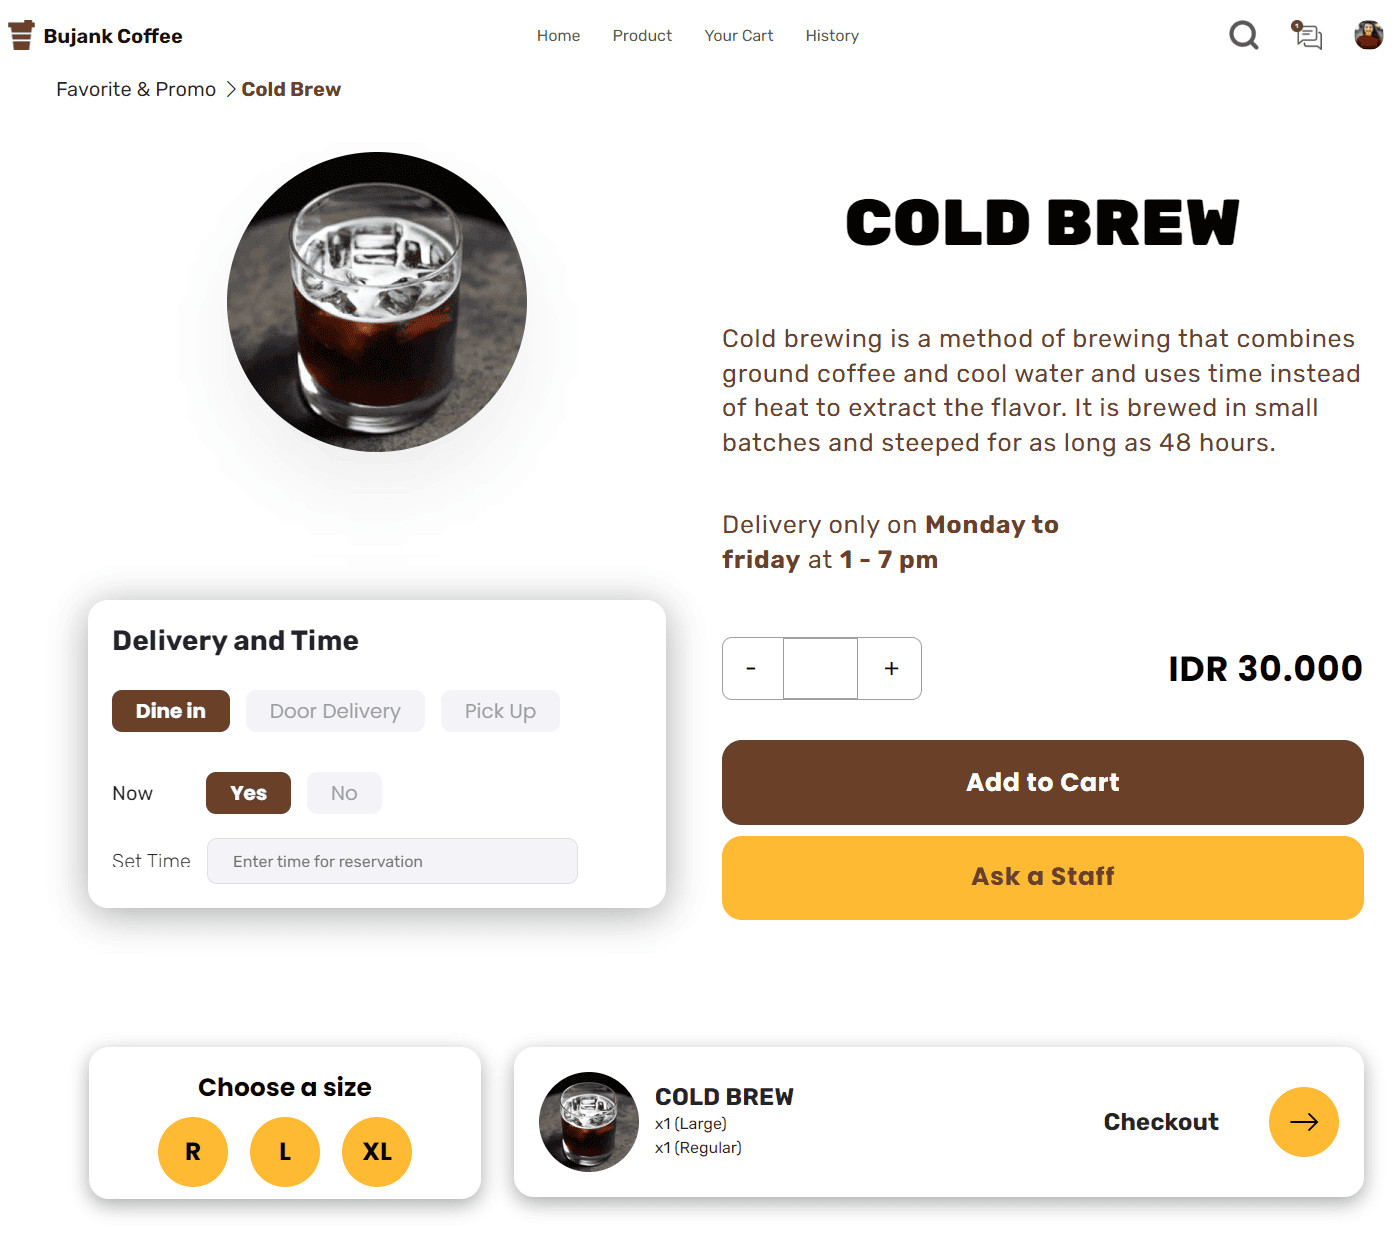 Bujank Coffee
Home
Product
Your Cart
History
1
Favorite & Promo > Cold Brew
COLD BREW
Cold brewing is a method of brewing that combines
ground coffee and cool water and uses time instead
of heat to extract the flavor. It is brewed in small
batches and steeped for as long as 48 hours.
Delivery only on Monday to
friday at 1 - 7 pm
Delivery and Time
Dine in
Door Delivery
Pick Up
Now
Yes
No
Set Time
Enter time for reservation
-
+
IDR 30.000
Add to Cart
Ask a Staff
Choose a size
R
L
XL
COLD BREW
x1 (Large)
x1 (Regular)
Checkout